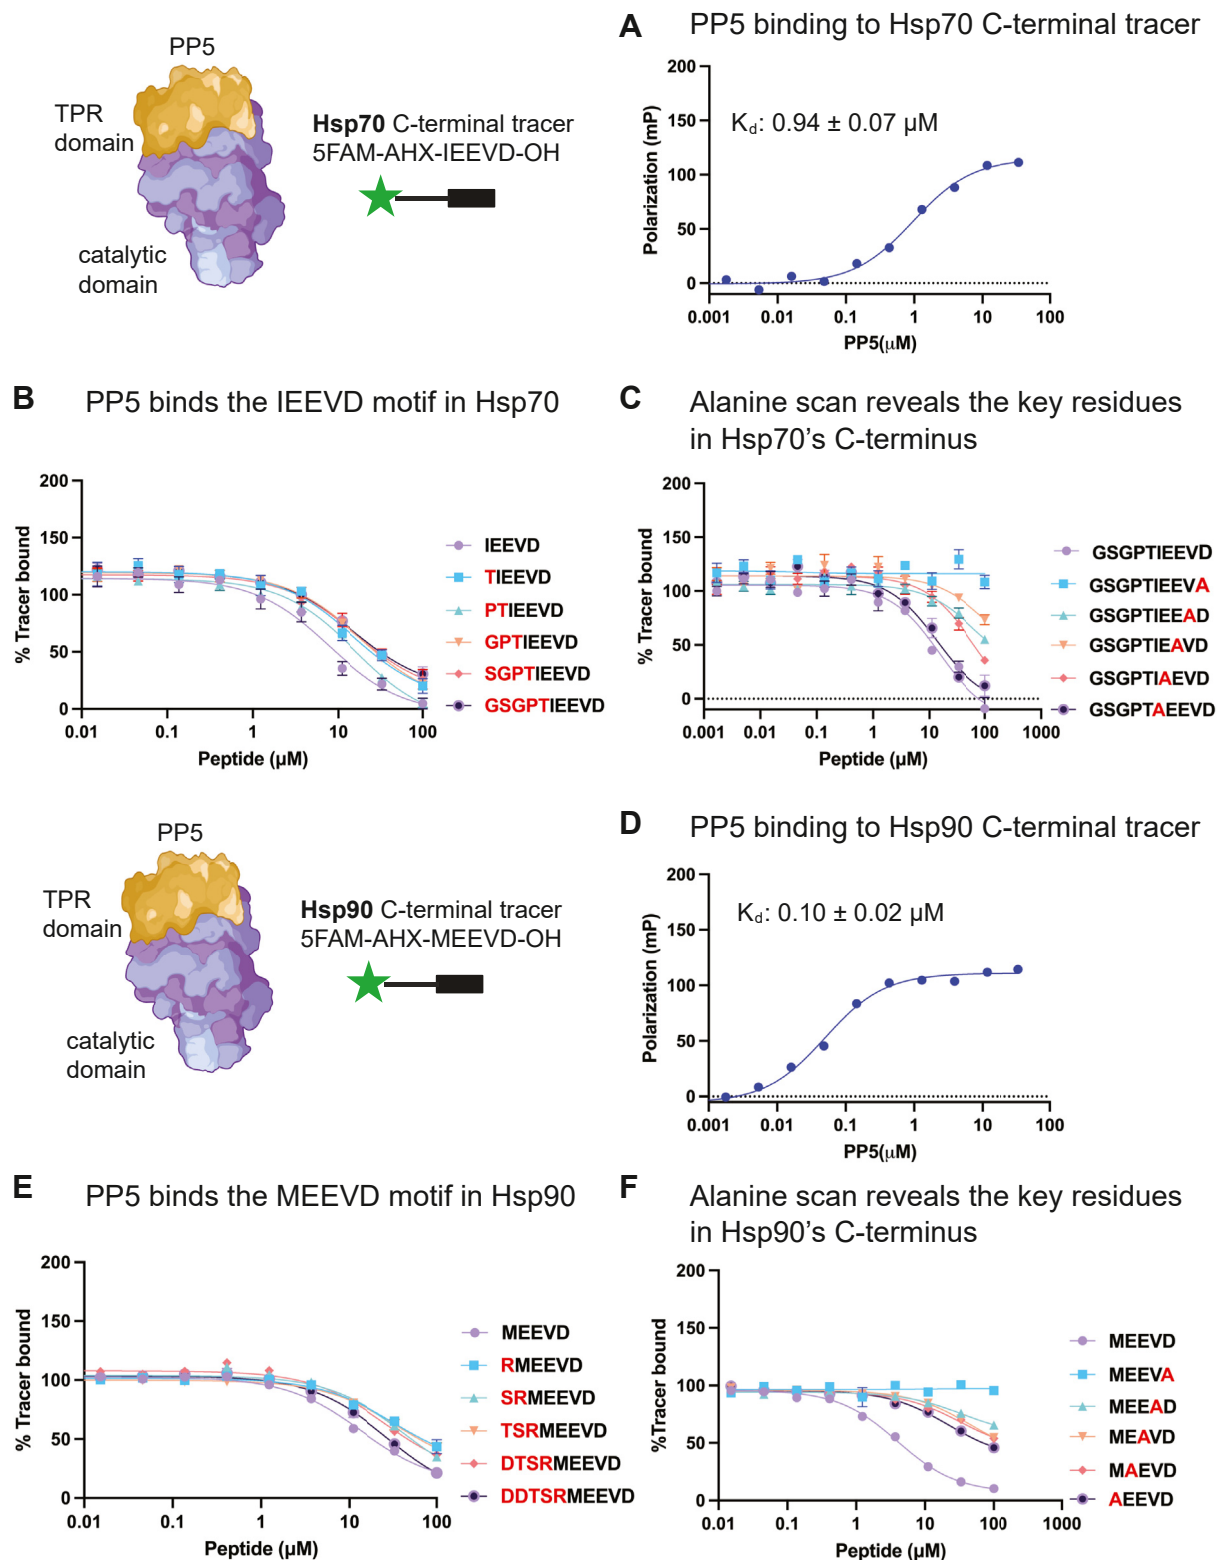 PP5
TPR
domain
catalytic
domain
Hsp70 C-terminal tracer
5FAM-AHX-IEEVD-OH
A PP5 binding to Hsp70 C-terminal tracer
Polarization (mP)
200
150
100
50
0
Kd: 0.94 ± 0.07 µM
0.001 0.01 0.1 1 10 100
PP5(µM)
B PP5 binds the IEEVD motif in Hsp70
% Tracer bound
200
150
100
50
0
0.01 0.1 1 10 100
Peptide (µM)
IEEVD
TIEEVD
PTIEEVD
GPTIEEVD
SGPTIEEVD
GSGPTIEEVD
C Alanine scan reveals the key residues
in Hsp70's C-terminus
% Tracer bound
200
150
100
50
0
0.001 0.01 0.1 1 10 100 1000
Peptide (µM)
GSGPTIEEVD
GSGPTIEEVA
GSGPTIEEAD
GSGPTIEAVD
GSGPTIAEVD
GSGPTAEEVD
PP5
TPR
domain
catalytic
domain
Hsp90 C-terminal tracer
5FAM-AHX-MEEVD-OH
D PP5 binding to Hsp90 C-terminal tracer
Polarization (mP)
200
150
100
50
0
Kd: 0.10 ± 0.02 µM
0.001 0.01 0.1 1 10 100
PP5(µM)
E PP5 binds the MEEVD motif in Hsp90
% Tracer bound
200
150
100
50
0
0.01 0.1 1 10 100
Peptide (µM)
MEEVD
RMEEVD
SRMEEVD
TSRMEEVD
DTSRMEEVD
DDTSRMEEVD
F Alanine scan reveals the key residues
in Hsp90's C-terminus
%Tracer bound
200
150
100
50
0
0.01 0.1 1 10 100 1000
Peptide (µM)
MEEVD
MEEVA
MEEAD
MEAVD
MAEVD
AEEVD